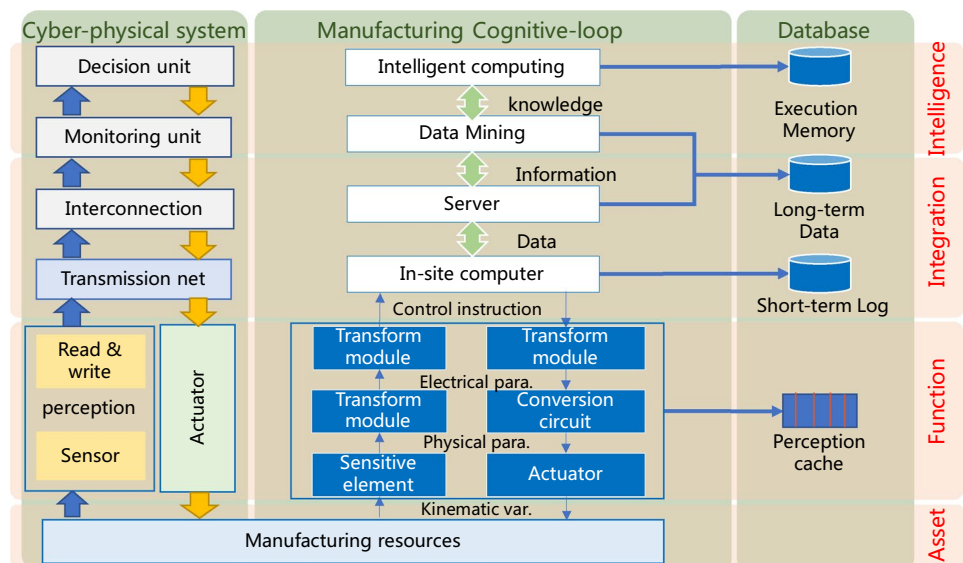 Cyber-physical system
Manufacturing Cognitive-loop
Database
Decision unit
Monitoring unit
Interconnection
Transmission net
Read &
write
perception
Sensor
Actuator
Intelligent computing
knowledge
Data Mining
Information
Server
Data
In-site computer
Control instruction
Transform
module
Transform
module
Electrical para.
Transform
module
Conversion
circuit
Physical para.
Sensitive
element
Actuator
Kinematic var.
Manufacturing resources
Execution
Memory
Long-term
Data
Short-term Log
Perception
cache
Intelligence
Integration
Function
Asset